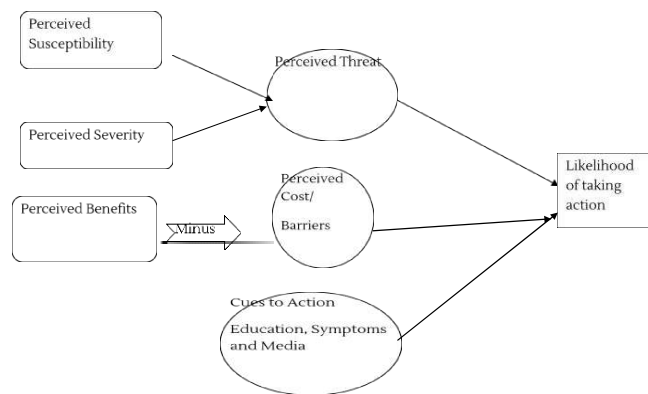 Perceived
Susceptibility
Perceived Threat
Perceived Severity
Likelihood
of taking
action
Perceived
Cost/
Barriers
Perceived Benefits
Minus
Cues to Action
Education, Symptoms
and Media